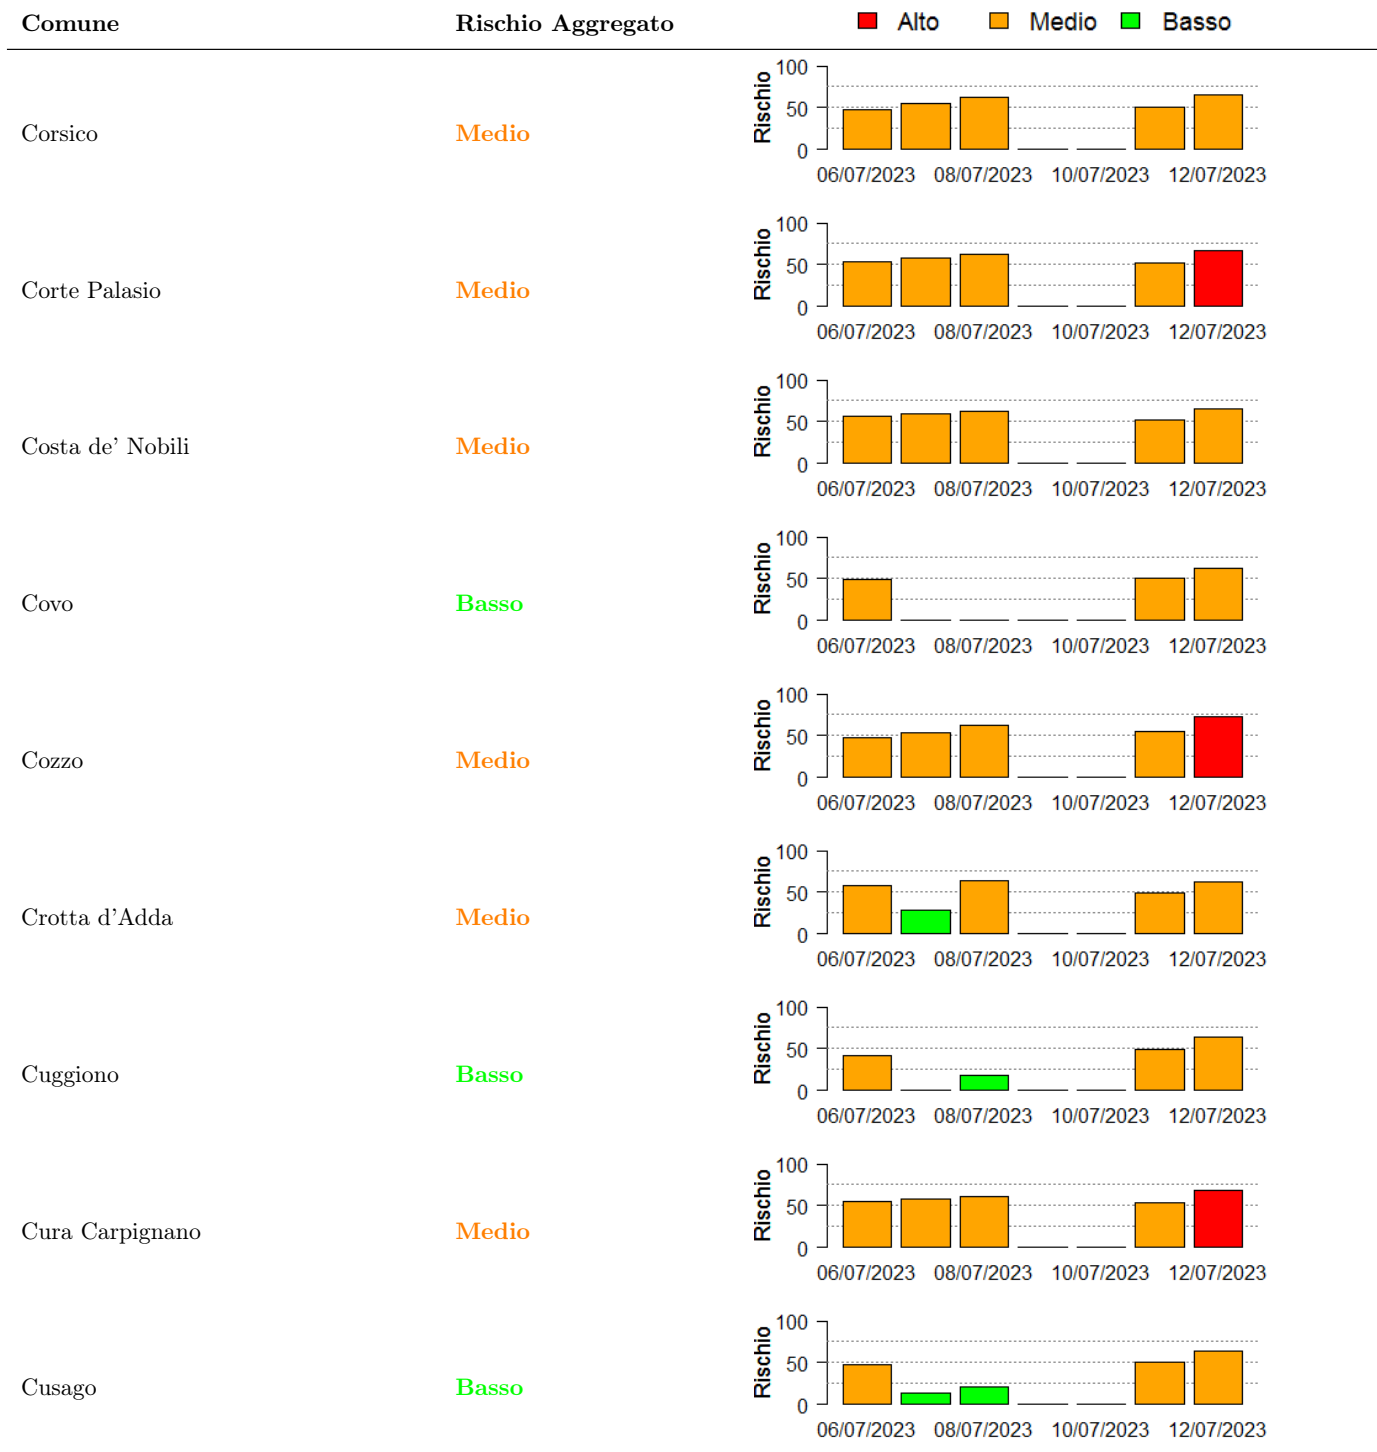 Comune Rischio Aggregato Alto Medio Basso
100
50
0
Rischio
Corsico Medio
06/07/2023 08/07/2023 10/07/2023 12/07/2023
100
50
0
Rischio
Corte Palasio Medio
06/07/2023 08/07/2023 10/07/2023 12/07/2023
100
50
0
Rischio
Costa de' Nobili Medio
06/07/2023 08/07/2023 10/07/2023 12/07/2023
100
50
0
Rischio
Covo Basso
06/07/2023 08/07/2023 10/07/2023 12/07/2023
100
50
0
Rischio
Cozzo Medio
06/07/2023 08/07/2023 10/07/2023 12/07/2023
100
50
0
Rischio
Crotta d'Adda Medio
06/07/2023 08/07/2023 10/07/2023 12/07/2023
100
50
0
Rischio
Cuggiono Basso
06/07/2023 08/07/2023 10/07/2023 12/07/2023
100
50
0
Rischio
Cura Carpignano Medio
06/07/2023 08/07/2023 10/07/2023 12/07/2023
100
50
0
Rischio
Cusago Basso
06/07/2023 08/07/2023 10/07/2023 12/07/2023